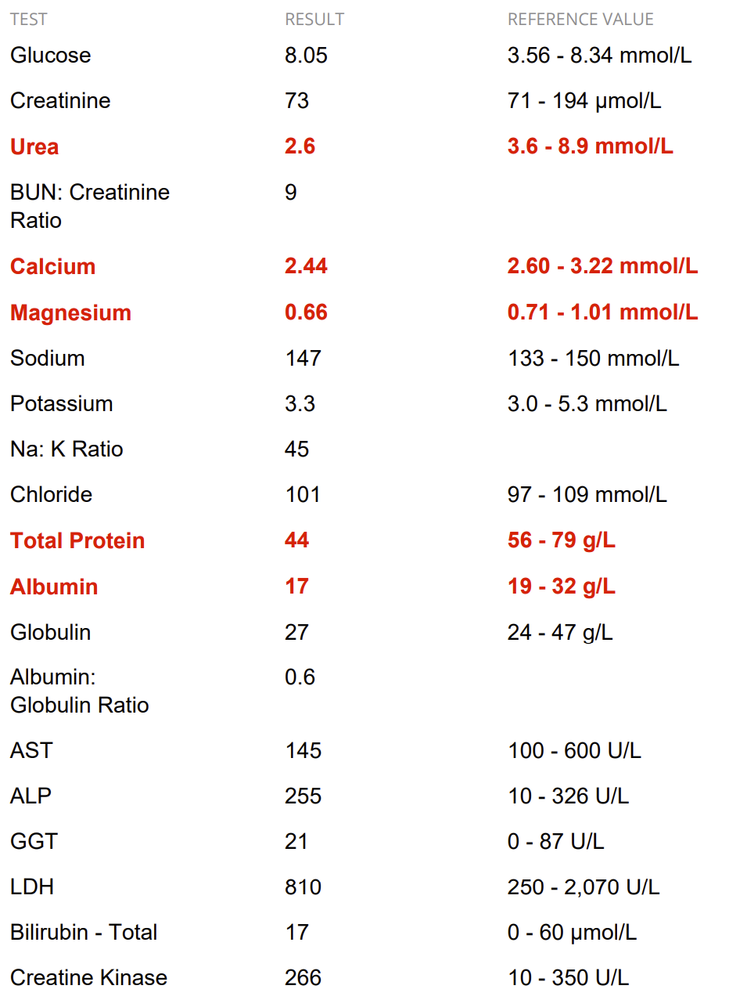 TEST RESULT REFERENCE VALUE
Glucose 8.05 3.56 - 8.34 mmol/L
Creatinine 73 71 - 194 µmol/L
Urea 2.6 3.6 - 8.9 mmol/L
BUN: Creatinine 9
Ratio
Calcium 2.44 2.60 - 3.22 mmol/L
Magnesium 0.66 0.71 - 1.01 mmol/L
Sodium 147 133 - 150 mmol/L
Potassium 3.3 3.0 - 5.3 mmol/L
Na: K Ratio 45
Chloride 101 97 - 109 mmol/L
Total Protein 44 56 - 79 g/L
Albumin 17 19 - 32 g/L
Globulin 27 24 - 47 g/L
Albumin: 0.6
Globulin Ratio
AST 145 100 - 600 U/L
ALP 255 10 - 326 U/L
GGT 21 0 - 87 U/L
LDH 810 250 - 2,070 U/L
Bilirubin - Total 17 0 - 60 µmol/L
Creatine Kinase 266 10 - 350 U/L